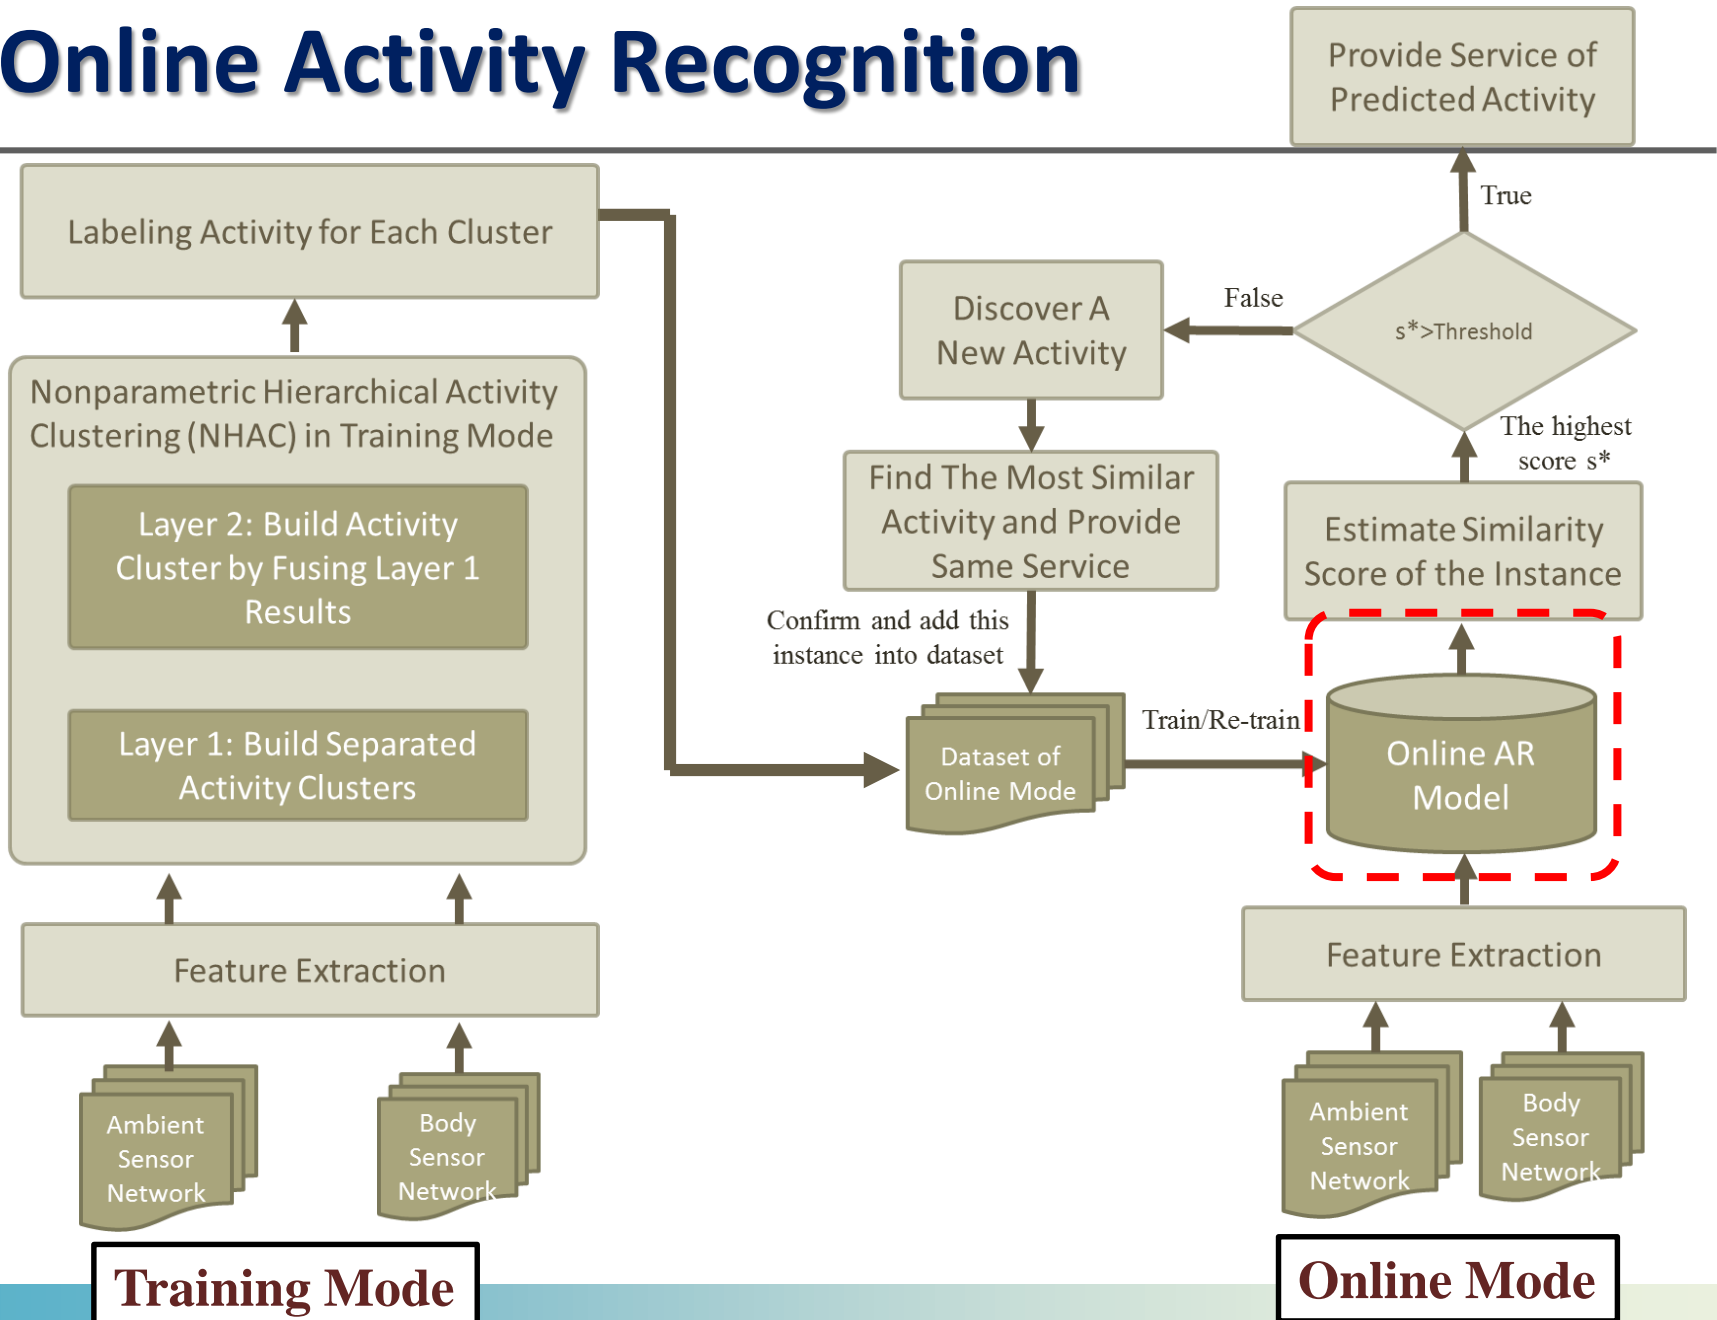 Online Activity Recognition
Provide Service of
Predicted Activity
True
Labeling Activity for Each Cluster
Discover A
New Activity
False
s*>Threshold
Nonparametric Hierarchical Activity
Clustering (NHAC) in Training Mode
The highest
score s*
Find The Most Similar
Activity and Provide
Same Service
Layer 2: Build Activity
Cluster by Fusing Layer 1
Results
Estimate Similarity
Score of the Instance
Confirm and add this
instance into dataset
Layer 1: Build Separated
Activity Clusters
Dataset of
Online Mode
Train/Re-train
Online AR
Model
Feature Extraction
Feature Extraction
Ambient
Sensor
Network
Body
Sensor
Network
Ambient
Sensor
Network
Body
Sensor
Network
Training Mode
Online Mode